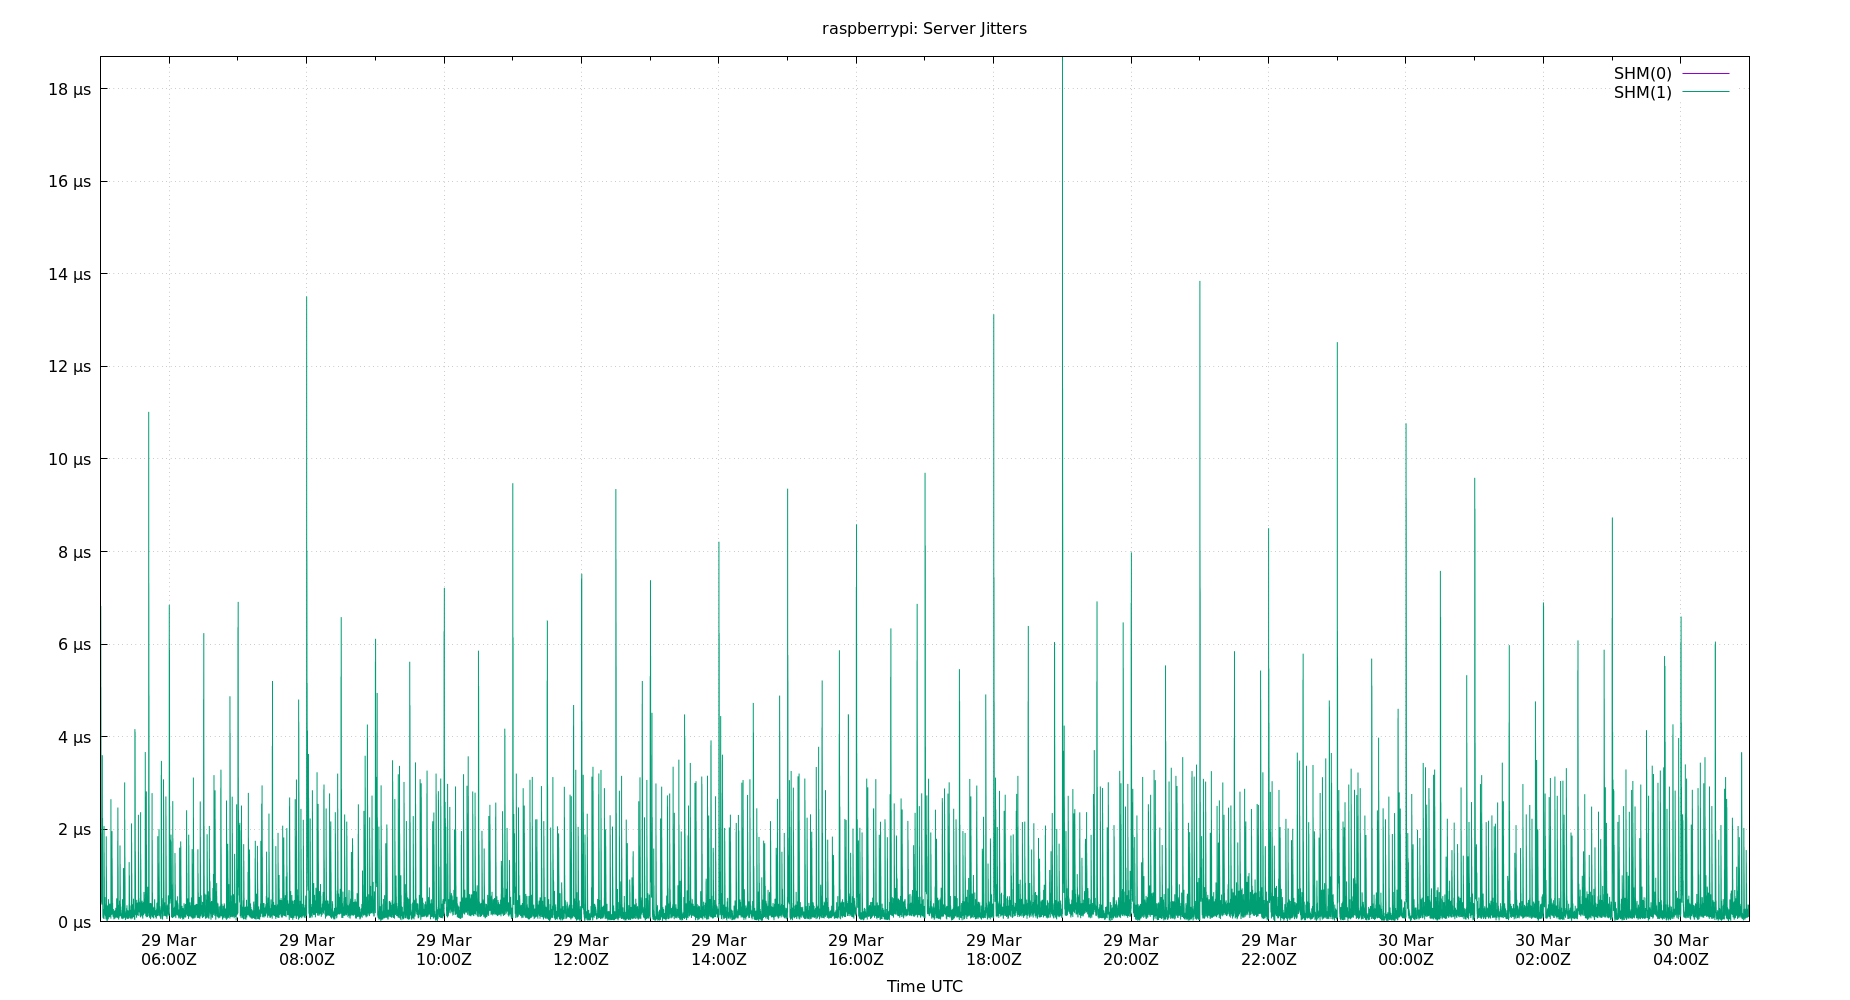 raspberrypi: Server Jitters
SHM(0)
SHM(1)
18 µs
16 µs
14 µs
12 µs
10 µs
8 µs
6 µs
4 µs
2 µs
0 µs
29 Mar 29 Mar 29 Mar 29 Mar 29 Mar 29 Mar 29 Mar 29 Mar 29 Mar 30 Mar 30 Mar 30 Mar
06:00Z 08:00Z 10:00Z 12:00Z 14:00Z 16:00Z 18:00Z 20:00Z 22:00Z 00:00Z 02:00Z 04:00Z
Time UTC